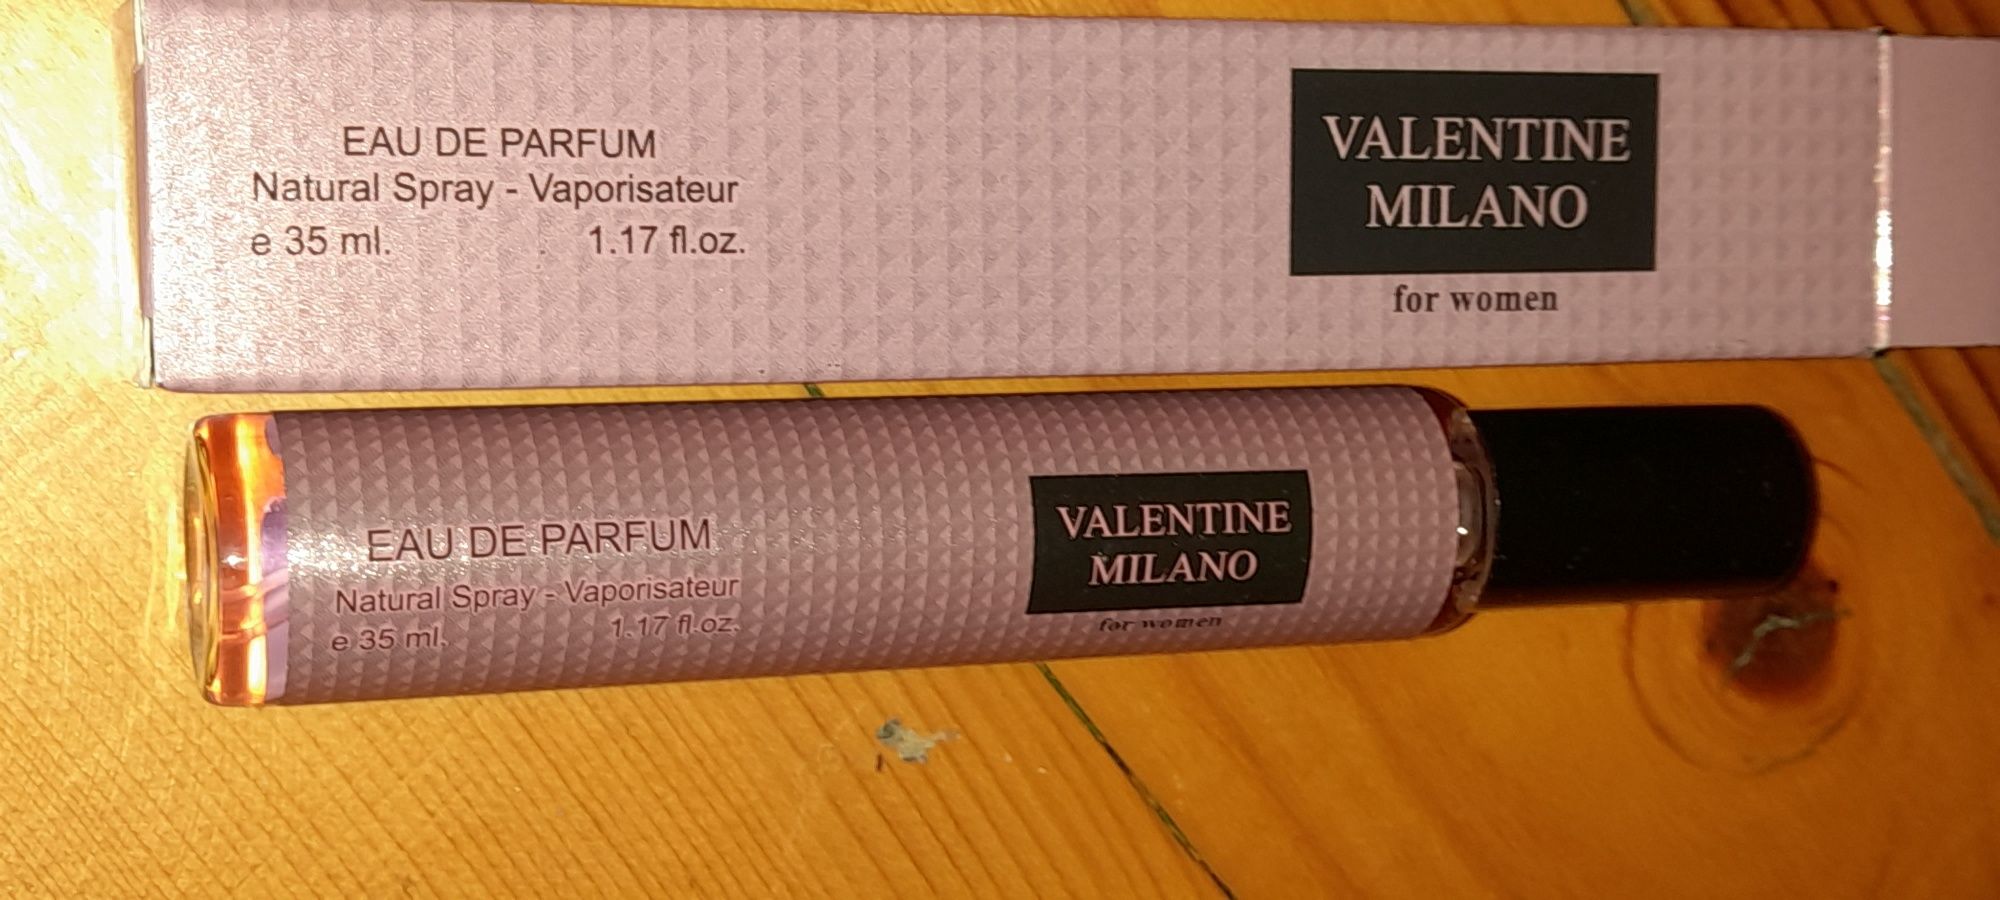 EAU DE PARFUM
Natural Spray - Vaporisateur
e 35 ml. 1.17 fl.oz.
VALENTINE
MILANO
for women
EAU DE PARFUM
Natural Spray - Vaporisateur
e 35 ml. 1.17 fl.oz.
VALENTINE
MILANO
for women